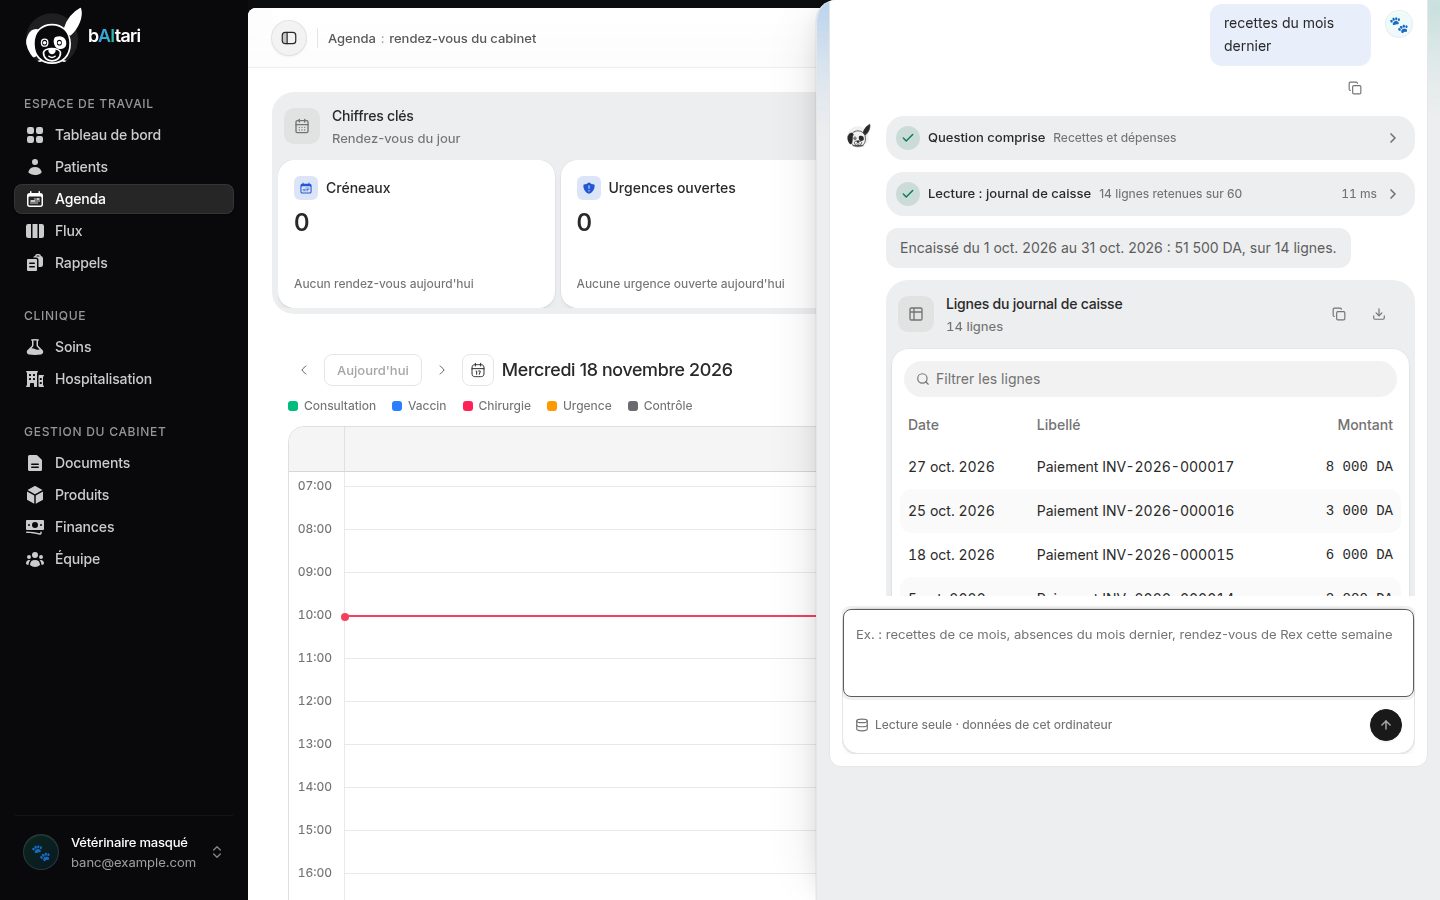 bAItari
ESPACE DE TRAVAIL
Tableau de bord
Patients
Agenda
Flux
Rappels
CLINIQUE
Soins
Hospitalisation
GESTION DU CABINET
Documents
Produits
Finances
Équipe
Vétérinaire masqué
banc@example.com
Agenda : rendez-vous du cabinet
Chiffres clés
Rendez-vous du jour
Créneaux
0
Aucun rendez-vous aujourd'hui
Urgences ouvertes
0
Aucune urgence ouverte aujourd'hui
Aujourd'hui
Mercredi 18 novembre 2026
Consultation
Vaccin
Chirurgie
Urgence
Contrôle
07:00
08:00
09:00
10:00
11:00
12:00
13:00
14:00
15:00
16:00
recettes du mois
dernier
Question comprise Recettes et dépenses
Lecture : journal de caisse 14 lignes retenues sur 60 11 ms
Encaissé du 1 oct. 2026 au 31 oct. 2026 : 51 500 DA, sur 14 lignes.
Lignes du journal de caisse
14 lignes
Filtrer les lignes
Date Libellé Montant
27 oct. 2026 Paiement INV-2026-000017 8 000 DA
25 oct. 2026 Paiement INV-2026-000016 3 000 DA
18 oct. 2026 Paiement INV-2026-000015 6 000 DA
Ex. : recettes de ce mois, absences du mois dernier, rendez-vous de Rex cette semaine
Lecture seule · données de cet ordinateur